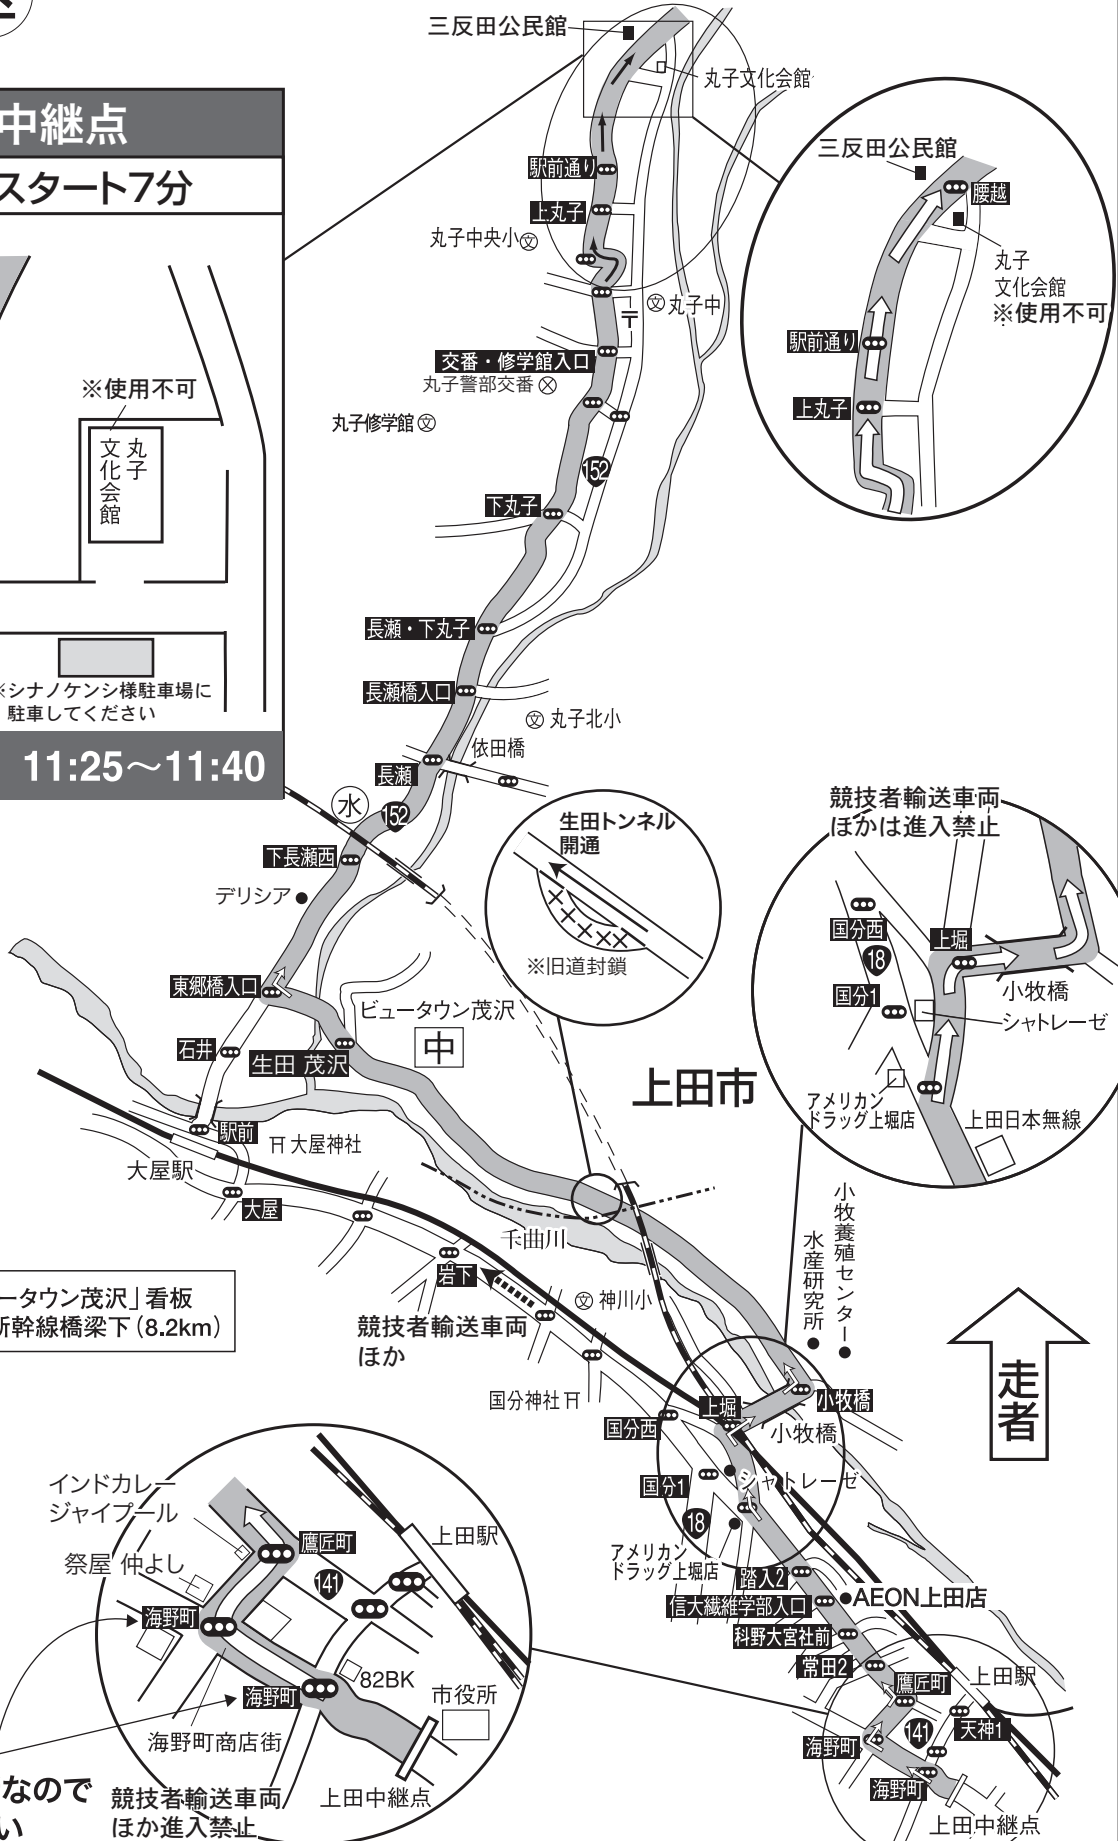 三反田公民館
丸子文化会館
中継点
スタート7分
駅前通り
上丸子
丸子中央小 文
文 丸子中
〒
交番・修学館入口
丸子警部交番
丸子修学館 文
152
下丸子
三反田公民館
腰越
丸子
文化会館
※使用不可
駅前通り
上丸子
※使用不可
丸子
文化会館
※シナノケンシ様駐車場に
駐車してください
11:25〜11:40
長瀬・下丸子
長瀬橋入口
文 丸子北小
依田橋
長瀬
水
152
下長瀬西
デリシア
生田トンネル
開通
※旧道封鎖
東郷橋入口
ビュータウン茂沢
中
石井
生田 茂沢
上田市
競技者輸送車両
ほかは進入禁止
国分西
上堀
18
国分1
小牧橋
シャトレーゼ
アメリカン
ドラッグ上堀店
上田日本無線
駅前
大屋神社
大屋駅
大屋
千曲川
小牧養殖センター
水産研究所
岩下
文 神川小
競技者輸送車両
ほか
ータウン茂沢」看板
新幹線橋梁下(8.2km)
走者
国分神社
国分西
上堀
小牧橋
小牧橋
国分1
シャトレーゼ
18
アメリカン
ドラッグ上堀店
踏入2
信大繊維学部入口
AEON上田店
科野大宮社前
常田2
鷹匠町
上田駅
141
天神1
海野町
海野町
上田中継点
インドカレー
ジャイプール
祭屋 仲よし
鷹匠町
上田駅
141
海野町
82BK
市役所
海野町
海野町商店街
上田中継点
競技者輸送車両
ほか進入禁止
なので
い